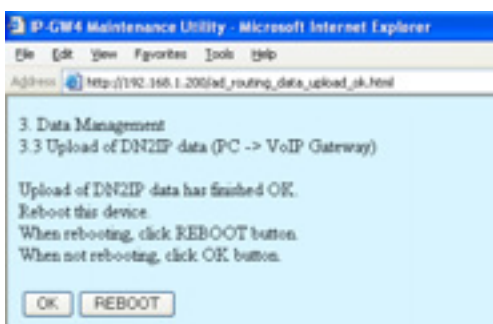 IP-GW4 Maintenance Utility - Microsoft Internet Explorer
File Edit View Favorites Tools Help
Address http://192.168.1.200/ad_routing_data_upload_ok.html
3. Data Management
3.3 Upload of DN2IP data (PC -> VoIP Gateway)
Upload of DN2IP data has finished OK.
Reboot this device.
When rebooting, click REBOOT button.
When not rebooting, click OK button.
OK REBOOT